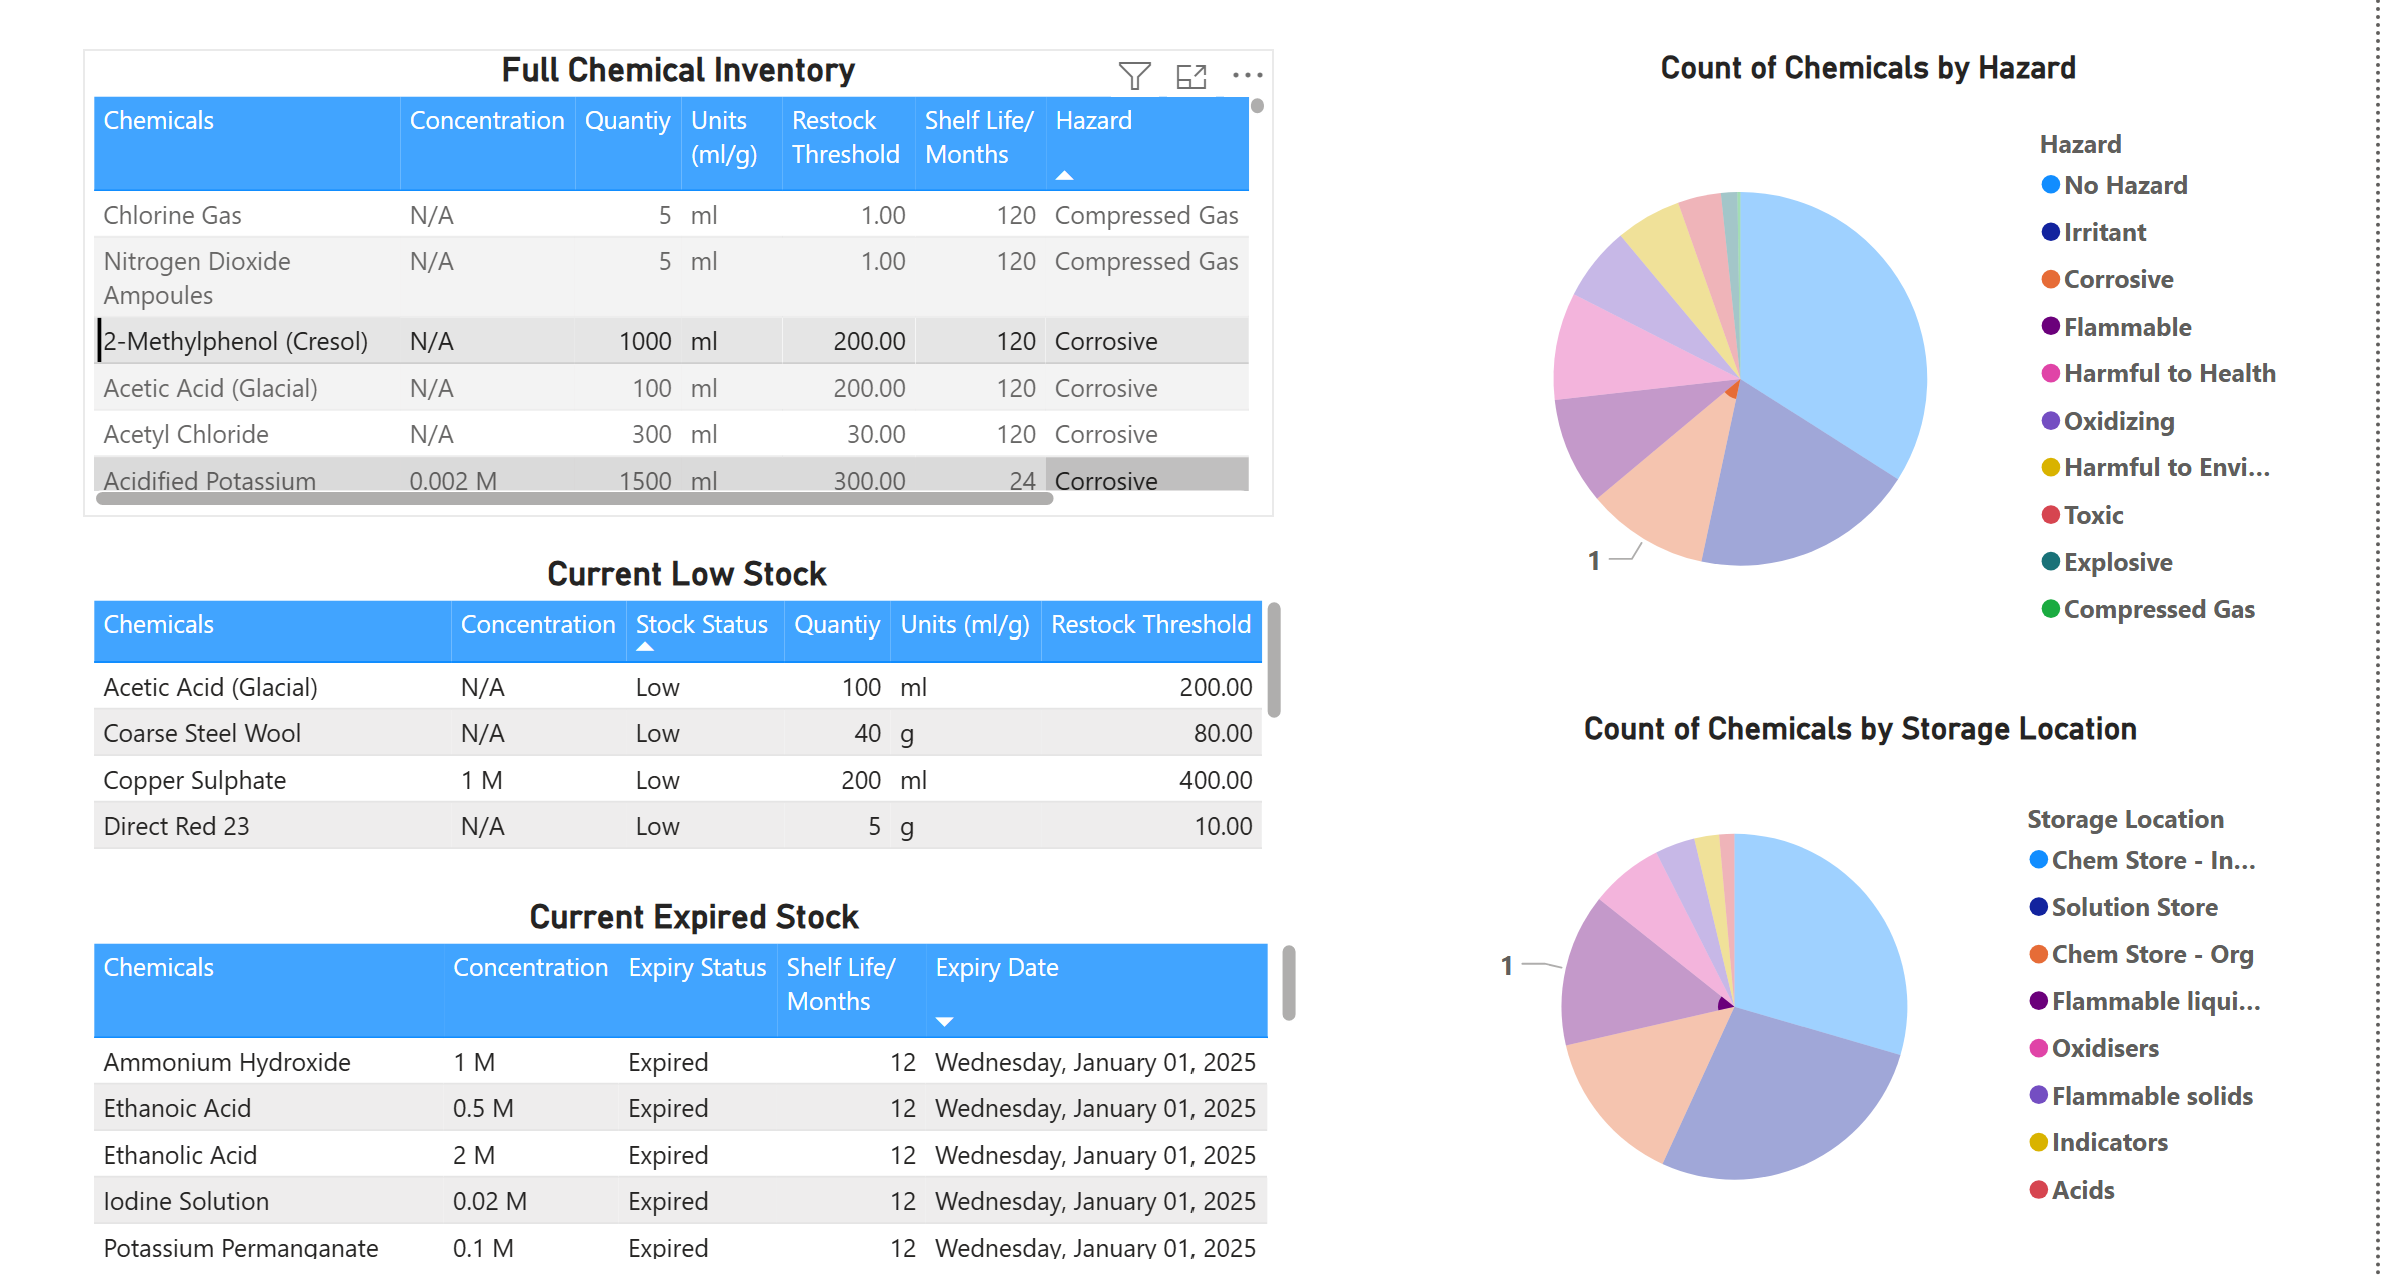 Full Chemical Inventory
Chemicals Concentration Quantiy Units (ml/g) Restock Threshold Shelf Life/ Months Hazard
Chlorine Gas N/A 5 ml 1.00 120 Compressed Gas
Nitrogen Dioxide Ampoules N/A 5 ml 1.00 120 Compressed Gas
2-Methylphenol (Cresol) N/A 1000 ml 200.00 120 Corrosive
Acetic Acid (Glacial) N/A 100 ml 200.00 120 Corrosive
Acetyl Chloride N/A 300 ml 30.00 120 Corrosive
Acidified Potassium 0.002 M 1500 ml 300.00 24 Corrosive
Current Low Stock
Chemicals Concentration Stock Status Quantiy Units (ml/g) Restock Threshold
Acetic Acid (Glacial) N/A Low 100 ml 200.00
Coarse Steel Wool N/A Low 40 g 80.00
Copper Sulphate 1 M Low 200 ml 400.00
Direct Red 23 N/A Low 5 g 10.00
Current Expired Stock
Chemicals Concentration Expiry Status Shelf Life/ Months Expiry Date
Ammonium Hydroxide 1 M Expired 12 Wednesday, January 01, 2025
Ethanoic Acid 0.5 M Expired 12 Wednesday, January 01, 2025
Ethanolic Acid 2 M Expired 12 Wednesday, January 01, 2025
Iodine Solution 0.02 M Expired 12 Wednesday, January 01, 2025
Potassium Permanganate 0.1 M Expired 12 Wednesday, January 01, 2025
Count of Chemicals by Hazard
1
Hazard
No Hazard
Irritant
Corrosive
Flammable
Harmful to Health
Oxidizing
Harmful to Envi...
Toxic
Explosive
Compressed Gas
Count of Chemicals by Storage Location
1
Storage Location
Chem Store - In...
Solution Store
Chem Store - Org
Flammable liqui...
Oxidisers
Flammable solids
Indicators
Acids